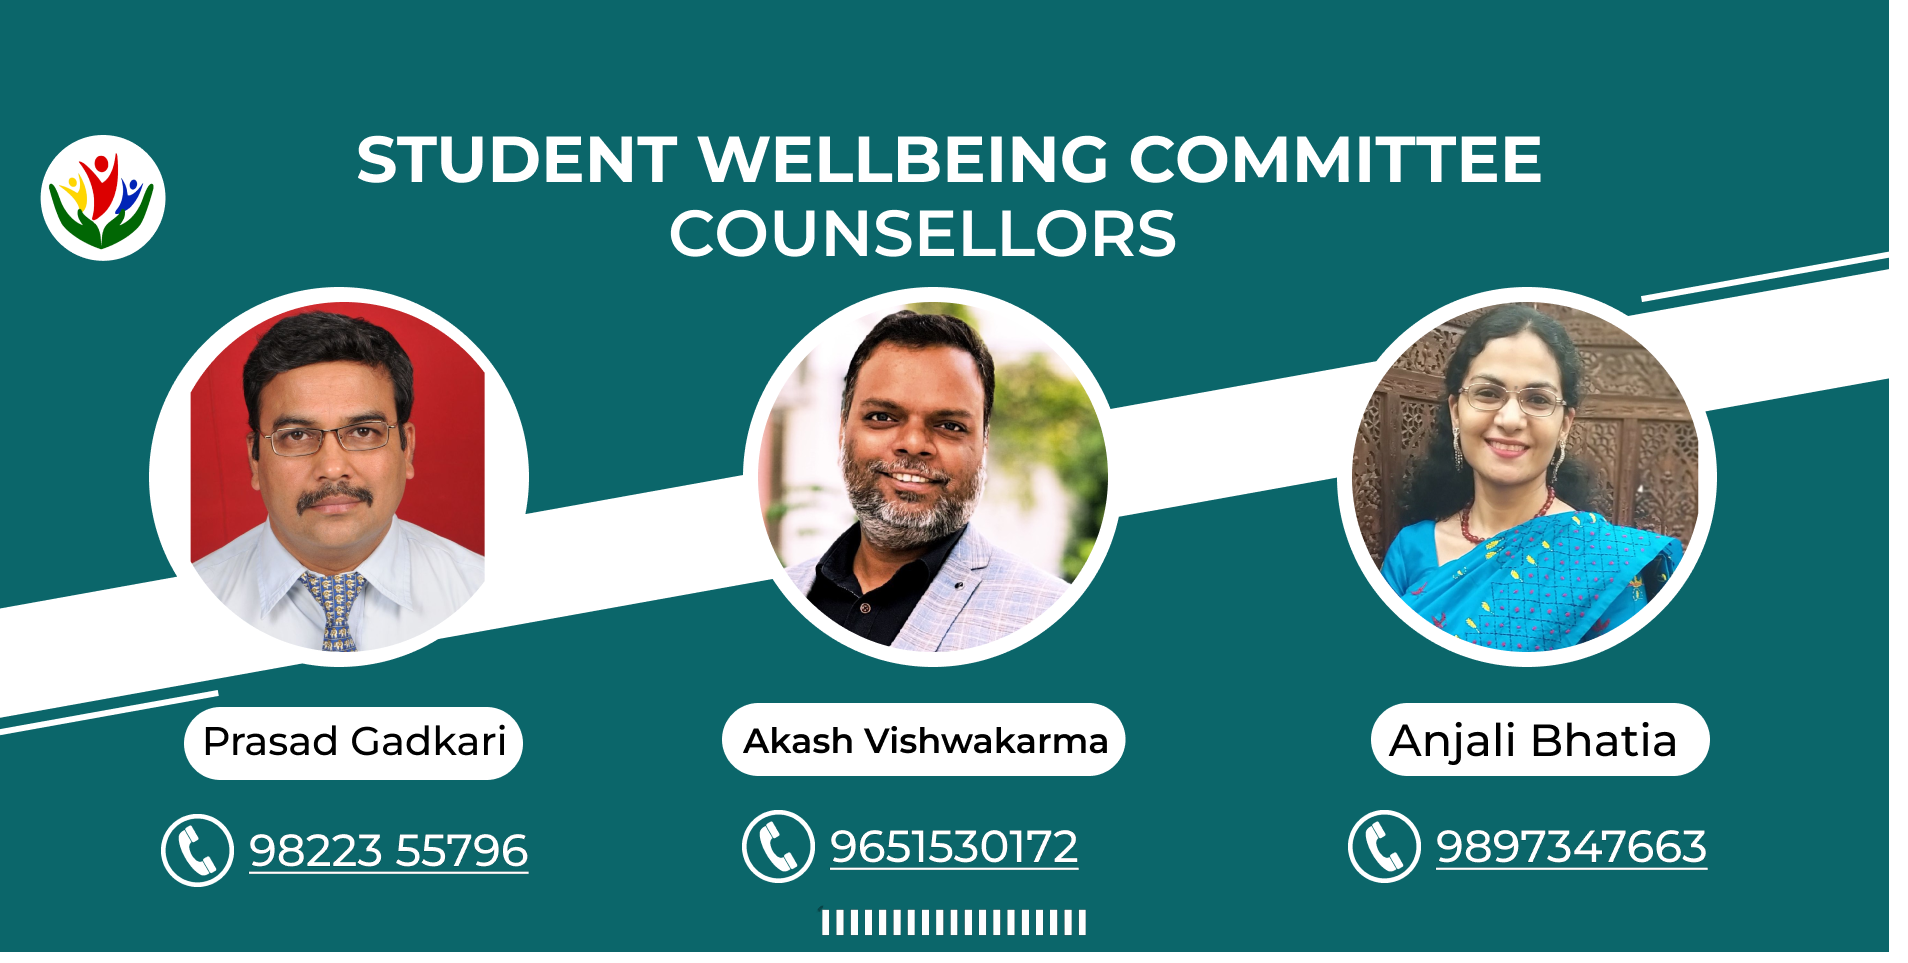 STUDENT WELLBEING COMMITTEE
COUNSELLORS
Prasad Gadkari
Akash Vishwakarma
Anjali Bhatia
98223 55796
9651530172
9897347663